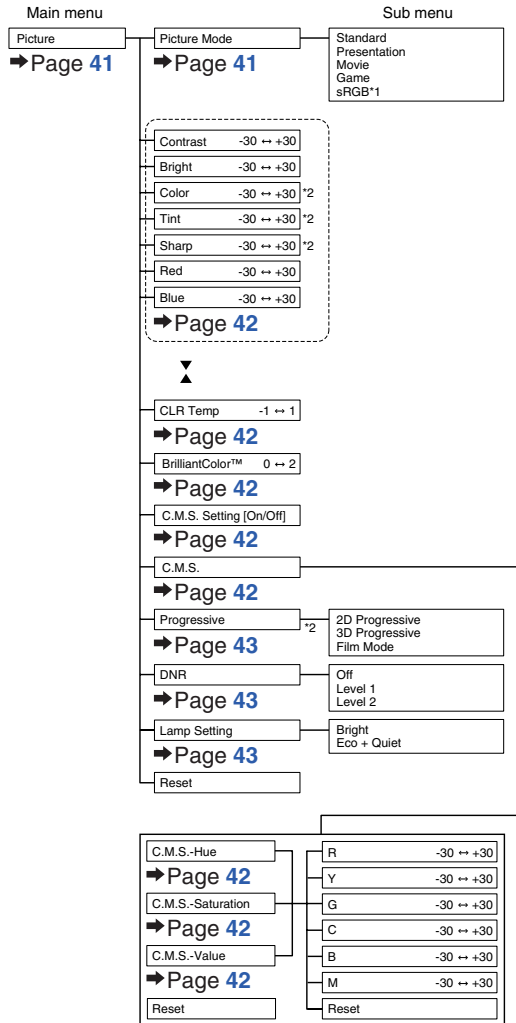 Main menu
Sub menu
Picture
➡Page 41
Picture Mode
➡Page 41
Standard
Presentation
Movie
Game
sRGB*1
Contrast -30 ↔ +30
Bright -30 ↔ +30
Color -30 ↔ +30 *2
Tint -30 ↔ +30 *2
Sharp -30 ↔ +30 *2
Red -30 ↔ +30
Blue -30 ↔ +30
➡Page 42
CLR Temp -1 ↔ 1
➡Page 42
BrilliantColor™ 0 ↔ 2
➡Page 42
C.M.S. Setting [On/Off]
➡Page 42
C.M.S.
➡Page 42
Progressive *2
➡Page 43
2D Progressive
3D Progressive
Film Mode
DNR
➡Page 43
Off
Level 1
Level 2
Lamp Setting
➡Page 43
Bright
Eco + Quiet
Reset
C.M.S.-Hue
➡Page 42
C.M.S.-Saturation
➡Page 42
C.M.S.-Value
➡Page 42
Reset
R -30 ↔ +30
Y -30 ↔ +30
G -30 ↔ +30
C -30 ↔ +30
B -30 ↔ +30
M -30 ↔ +30
Reset